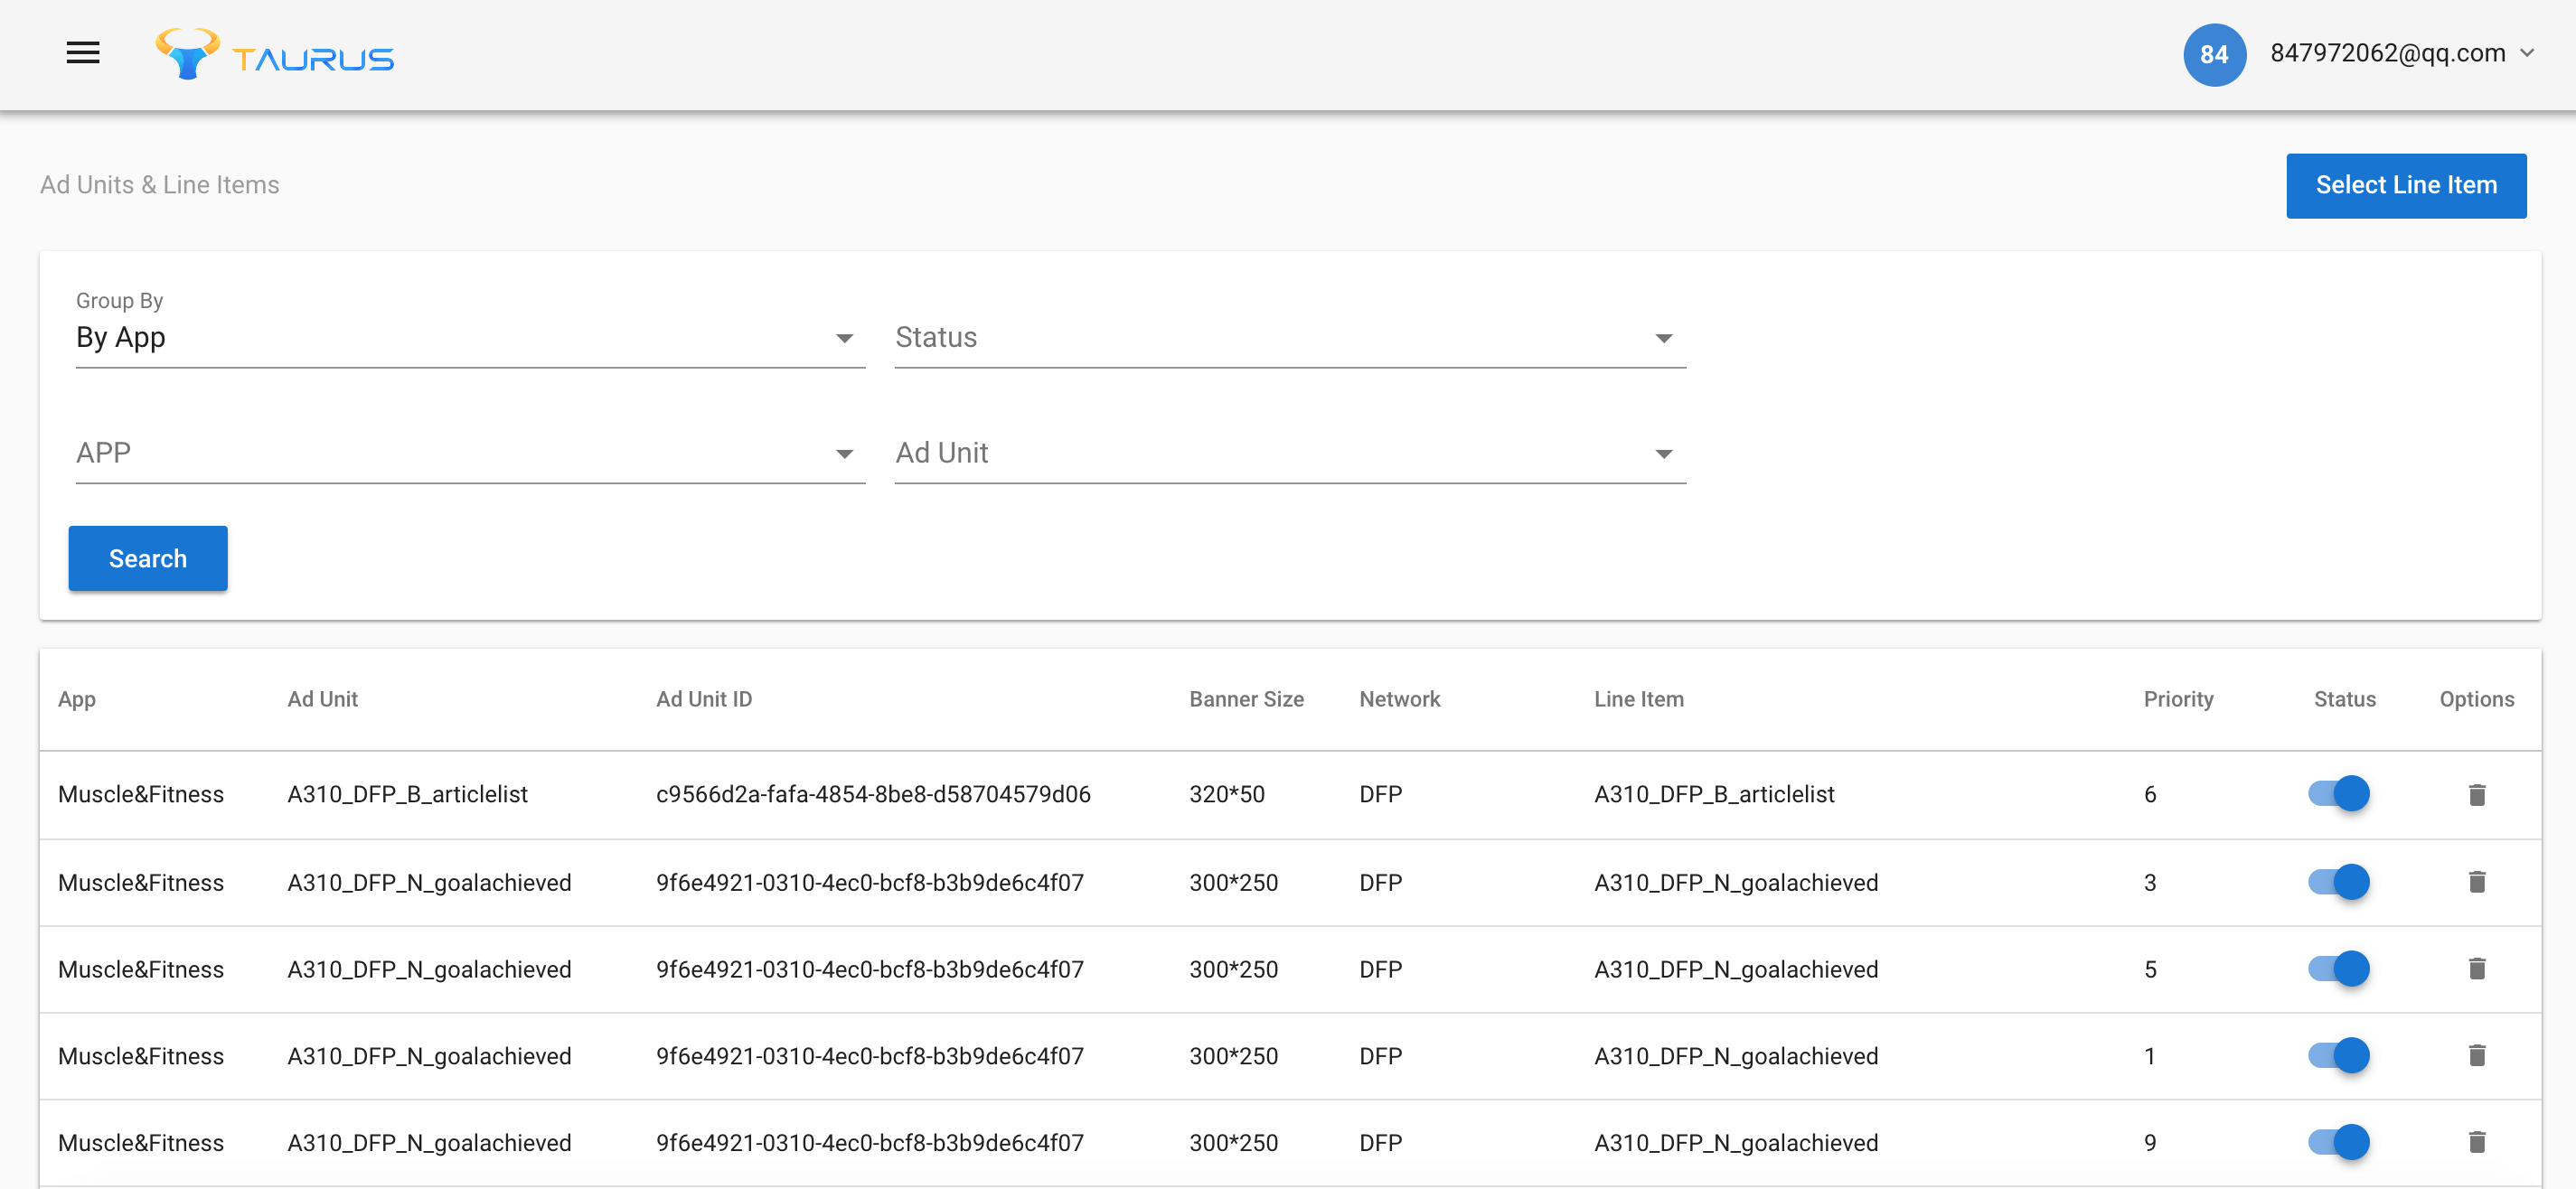 TAURUS
84 847972062@qq.com
Ad Units & Line Items
Select Line Item
Group By
By App
Status
APP
Ad Unit
Search
App Ad Unit Ad Unit ID Banner Size Network Line Item Priority Status Options
Muscle&Fitness A310_DFP_B_articlelist c9566d2a-fafa-4854-8be8-d58704579d06 320*50 DFP A310_DFP_B_articlelist 6
Muscle&Fitness A310_DFP_N_goalachieved 9f6e4921-0310-4ec0-bcf8-b3b9de6c4f07 300*250 DFP A310_DFP_N_goalachieved 3
Muscle&Fitness A310_DFP_N_goalachieved 9f6e4921-0310-4ec0-bcf8-b3b9de6c4f07 300*250 DFP A310_DFP_N_goalachieved 5
Muscle&Fitness A310_DFP_N_goalachieved 9f6e4921-0310-4ec0-bcf8-b3b9de6c4f07 300*250 DFP A310_DFP_N_goalachieved 1
Muscle&Fitness A310_DFP_N_goalachieved 9f6e4921-0310-4ec0-bcf8-b3b9de6c4f07 300*250 DFP A310_DFP_N_goalachieved 9